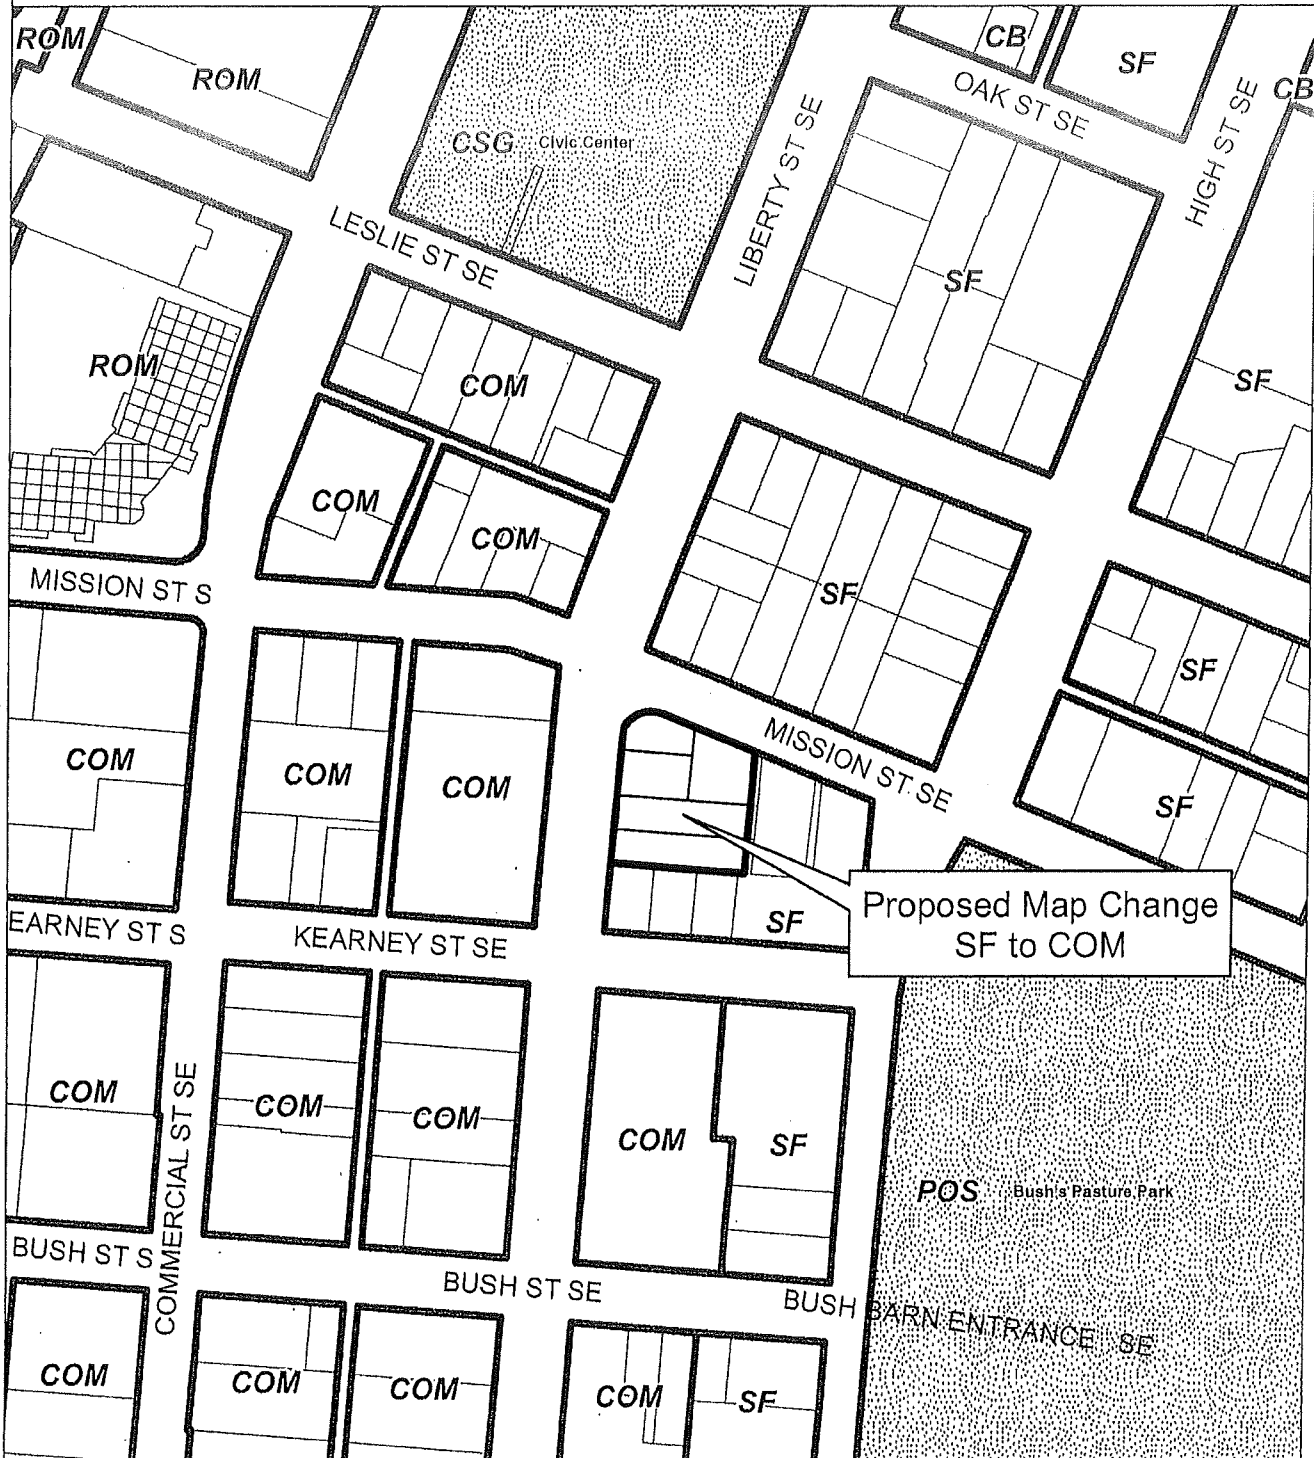 ROM
CB
SF
CB
ROM
OAK ST SE
HIGH ST SE
CSG Civic Center
LIBERTY ST SE
LESLIE ST SE
SF
ROM
COM
SF
COM
COM
MISSION ST S
SF
SF
MISSION ST SE
COM
COM
COM
SF
Proposed Map Change
SF to COM
SF
EARNEY ST S
KEARNEY ST SE
COM
COM
COM
COM
SF
COMMERCIAL ST SE
POS Bush's Pasture Park
BUSH ST S
BUSH ST SE
BUSH BARN ENTRANCE SE
COM
COM
COM
COM
SF